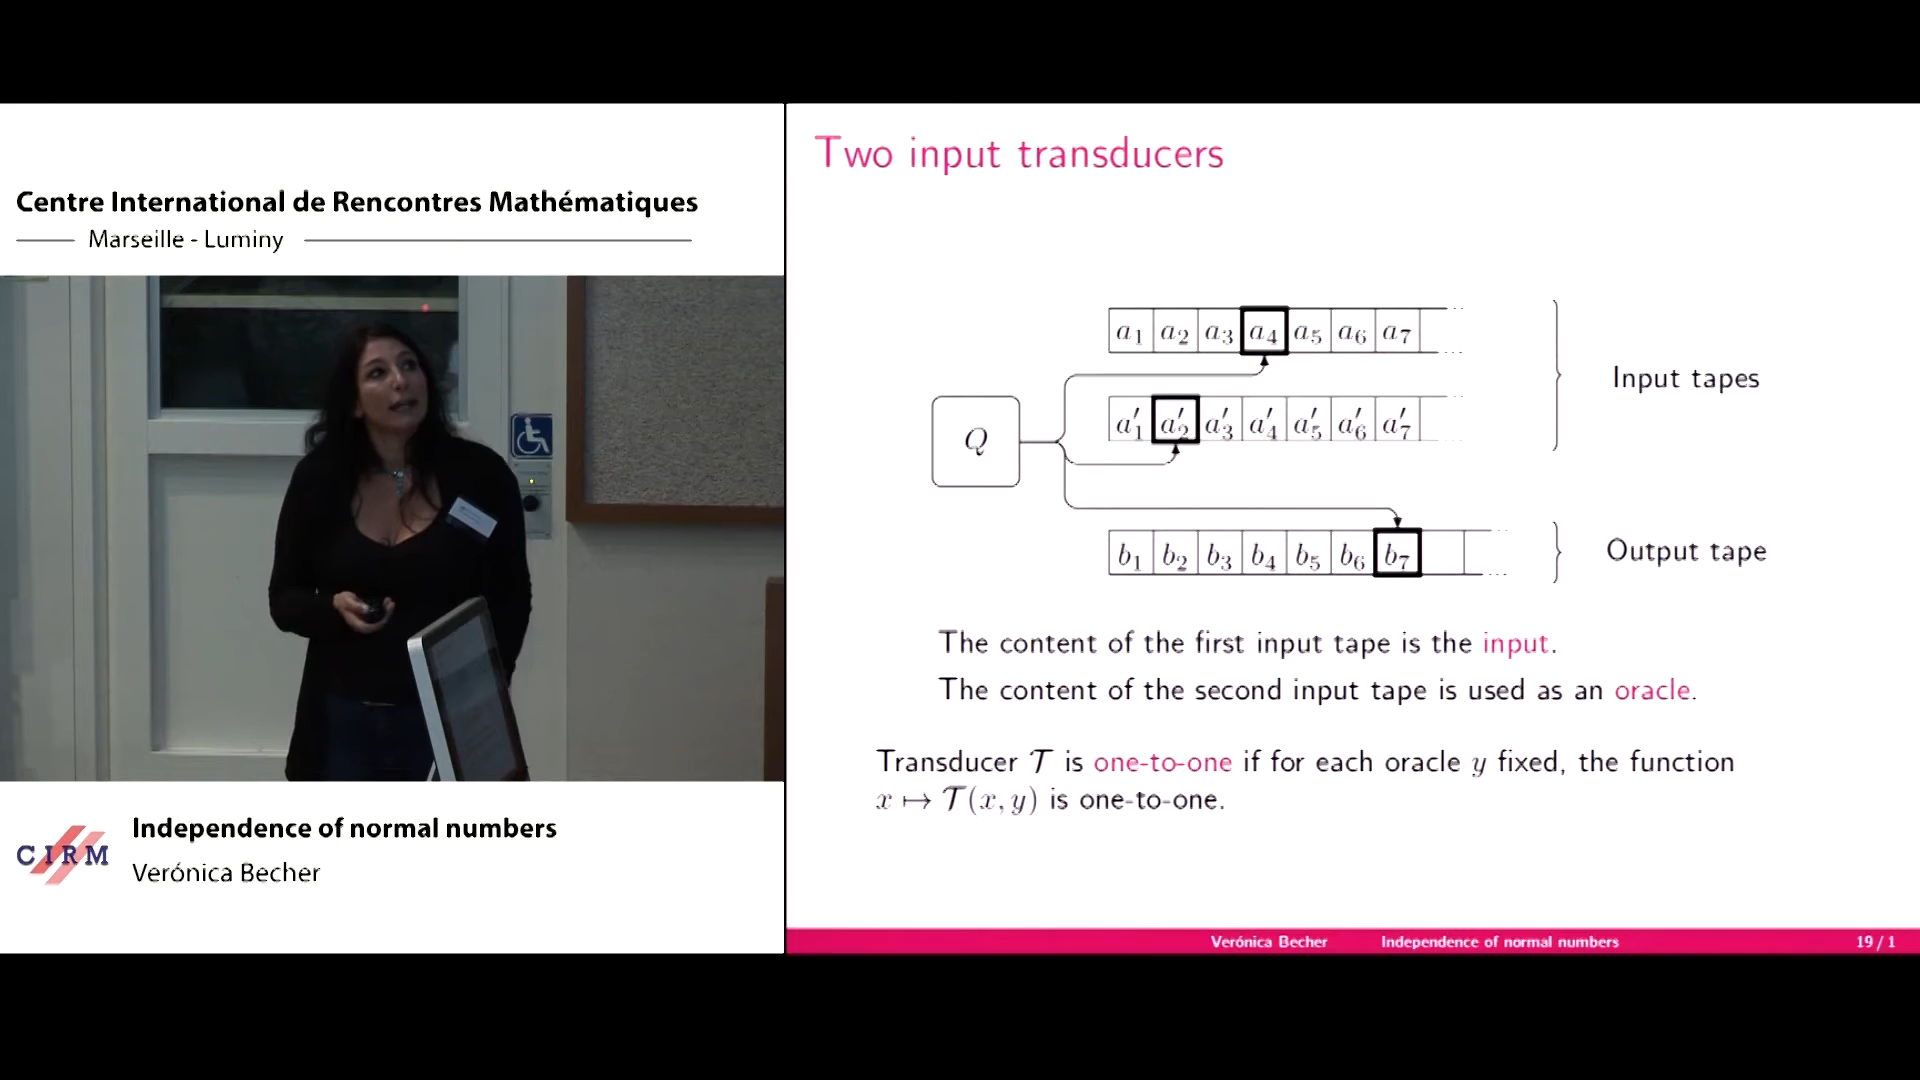 Centre International de Rencontres Mathématiques
Marseille - Luminy
CIRM
Independence of normal numbers
Verónica Becher
Two input transducers
a₁ a₂ a₃ a₄ a₅ a₆ a₇
Input tapes
Q
a′₁ a′₂ a′₃ a′₄ a′₅ a′₆ a′₇
b₁ b₂ b₃ b₄ b₅ b₆ b₇
Output tape
The content of the first input tape is the input.
The content of the second input tape is used as an oracle.
Transducer 𝒯 is one-to-one if for each oracle y fixed, the function
x ↦ 𝒯(x, y) is one-to-one.
Verónica Becher Independence of normal numbers 19 / 1